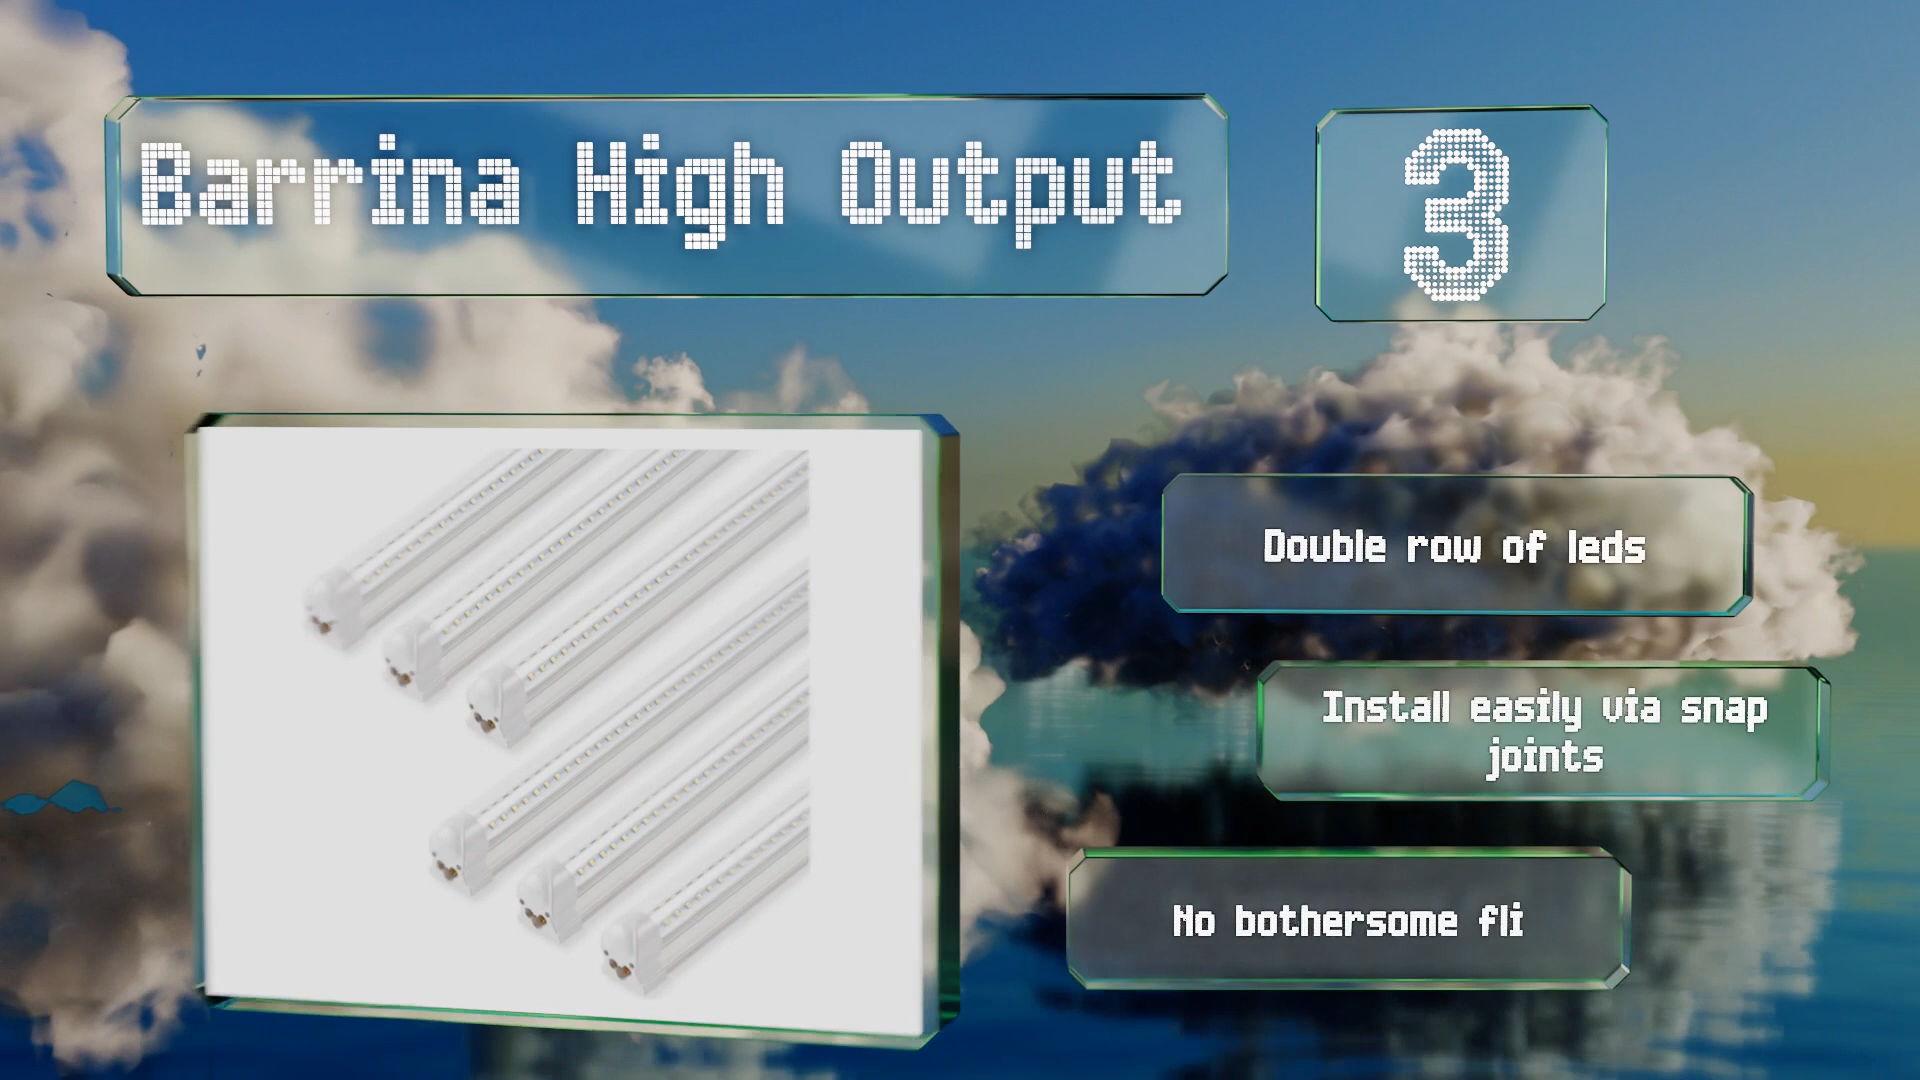 Barrina High Output
3
Double row of leds
Install easily via snap
joints
No bothersome fli